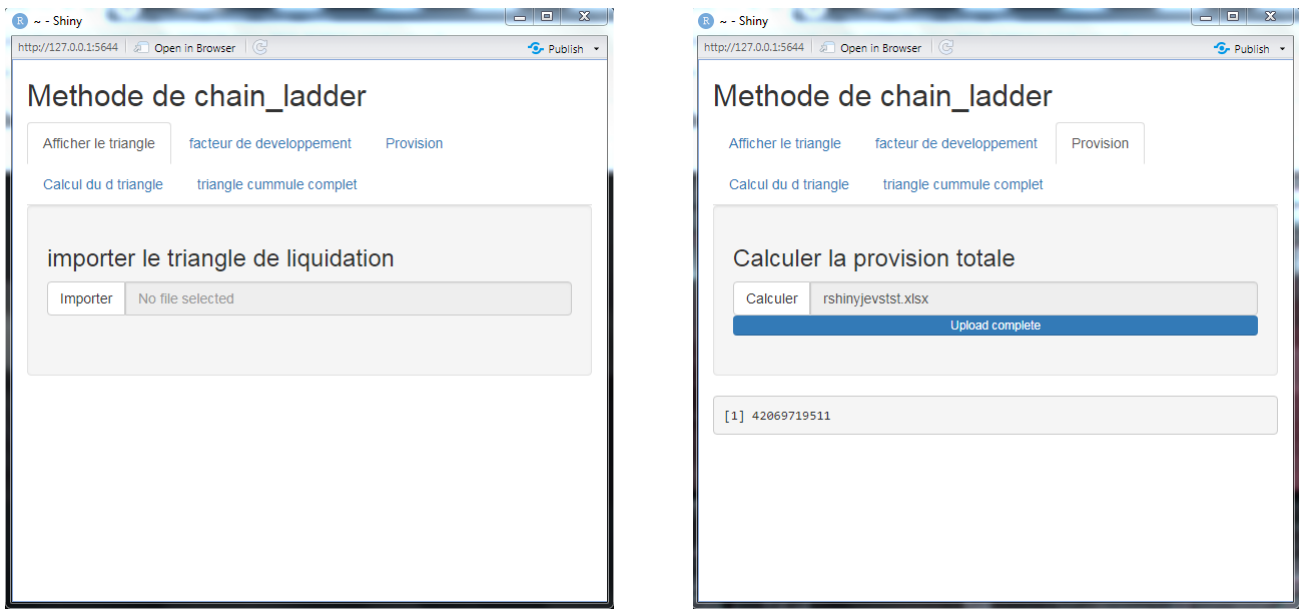 R ~ - Shiny
http://127.0.0.1:5644 Open in Browser Publish
Methode de chain_ladder
Afficher le triangle facteur de developpement Provision
Calcul du d triangle triangle cummule complet
importer le triangle de liquidation
Importer No file selected
R ~ - Shiny
http://127.0.0.1:5644 Open in Browser Publish
Methode de chain_ladder
Afficher le triangle facteur de developpement Provision
Calcul du d triangle triangle cummule complet
Calculer la provision totale
Calculer rshinyjevstst.xlsx
Upload complete
[1] 42069719511